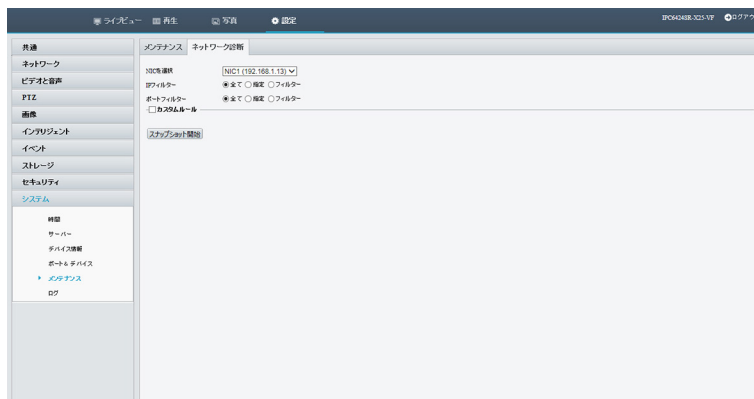 ライブビュー 再生 写真 設定 IPC6424SR-X25-VF ログアウ
共通
ネットワーク
ビデオと音声
PTZ
画像
インテリジェント
イベント
ストレージ
セキュリティ
システム
時間
サーバー
デバイス情報
ポート& デバイス
メンテナンス
ログ
メンテナンス ネットワーク診断
NICを選択 NIC1 (192.168.1.13)
IPフィルター 全て 指定 フィルター
ポートフィルター 全て 指定 フィルター
カスタムルール
スナップショット開始